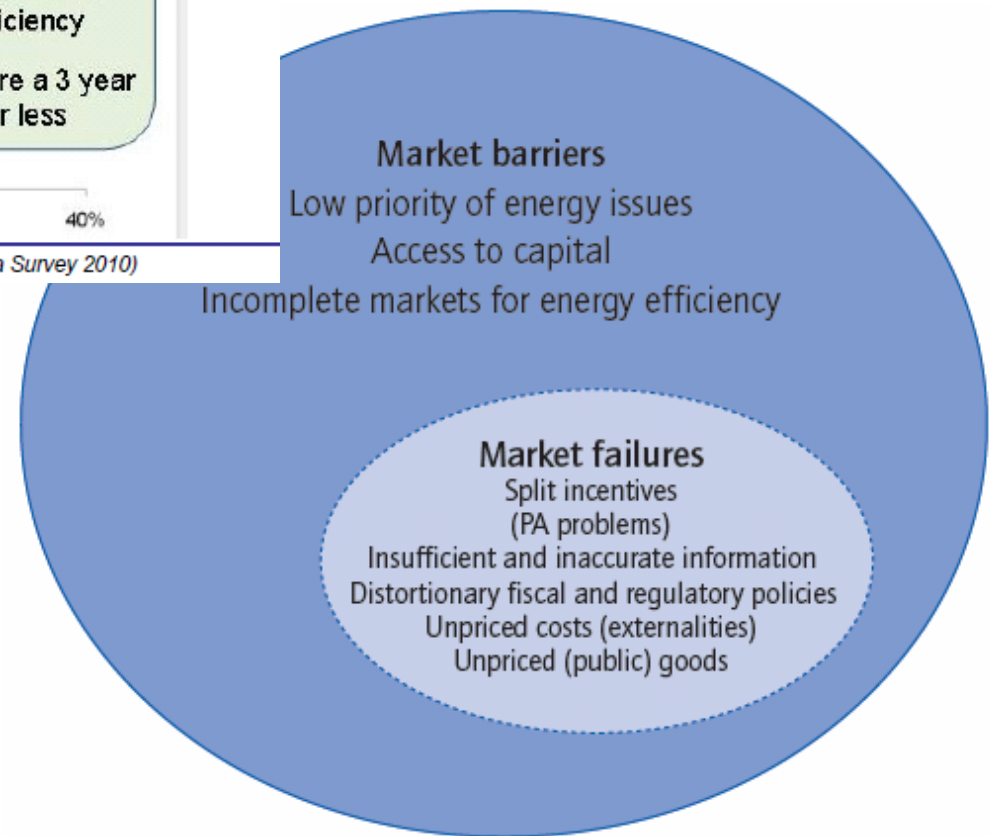 iciency
re a 3 year
r less
40%
a Survey 2010)
Market barriers
Low priority of energy issues
Access to capital
Incomplete markets for energy efficiency
Market failures
Split incentives
(PA problems)
Insufficient and inaccurate information
Distortionary fiscal and regulatory policies
Unpriced costs (externalities)
Unpriced (public) goods